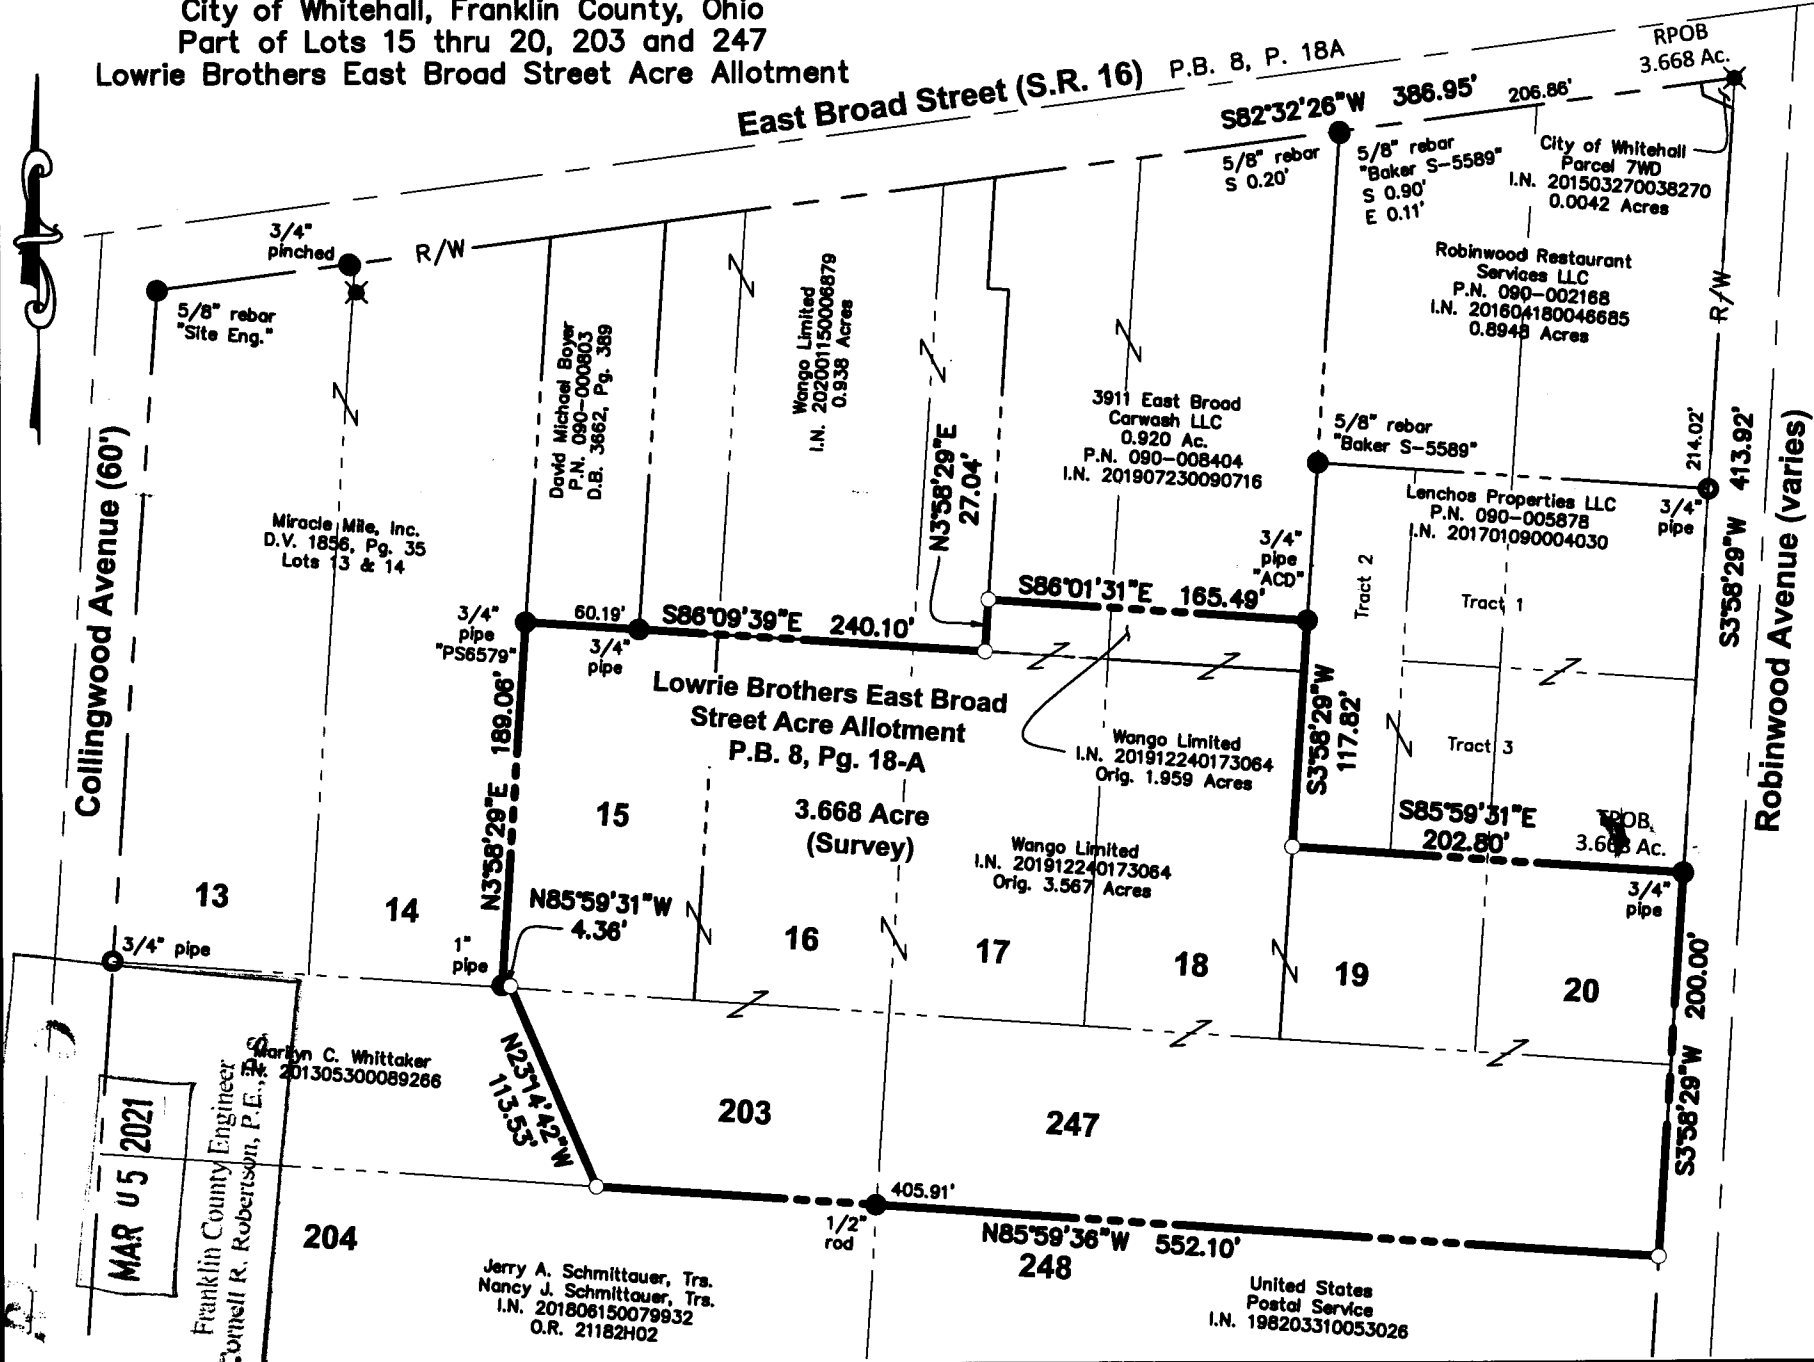 City of Whitehall, Franklin County, Ohio
Part of Lots 15 thru 20, 203 and 247
Lowrie Brothers East Broad Street Acre Allotment
East Broad Street (S.R. 16)
P.B. 8, P. 18A
RPOB
3.668 Ac.
S82°32'26"W 386.95'
206.86'
5/8" rebar
S 0.20'
5/8" rebar
"Baker S-5589"
S 0.90'
E 0.11'
City of Whitehall
Parcel 7WD
I.N. 201503270038270
0.0042 Acres
3/4"
pinched
R/W
5/8" rebar
"Site Eng."
Robinwood Restaurant
Services LLC
P.N. 090-002168
I.N. 201604180046685
0.8948 Acres
R/W
David Michael Boyer
P.N. 090-000803
D.B. 3662, Pg. 389
Wango Limited
I.N. 202001150006879
0.938 Acres
3911 East Broad
Carwash LLC
0.920 Ac.
P.N. 090-008404
I.N. 201907230090716
5/8" rebar
"Baker S-5589"
214.02'
S3°58'29"W 413.92'
Robinwood Avenue (varies)
Collingwood Avenue (60')
Miracle Mile, Inc.
D.V. 1856, Pg. 35
Lots 13 & 14
N3°58'29"E
27.04'
Lenchos Properties LLC
P.N. 090-005878
I.N. 201701090004030
3/4"
pipe
3/4"
pipe
"ACD"
Tract 2
Tract 1
S86°01'31"E 165.49'
3/4"
pipe
"PS6579"
60.19'
S86°09'39"E 240.10'
3/4"
pipe
N3°58'29"E 189.06'
Lowrie Brothers East Broad
Street Acre Allotment
P.B. 8, Pg. 18-A
S3°58'29"W
117.82'
Wango Limited
I.N. 201912240173064
Orig. 1.959 Acres
Tract 3
15
3.668 Acre
(Survey)
S85°59'31"E
202.80'
TPOB
3.668 Ac.
Wango Limited
I.N. 201912240173064
Orig. 3.567 Acres
3/4"
pipe
13
14
N85°59'31"W
4.36'
16
17
18
19
20
3/4" pipe
1"
pipe
S3°58'29"W 200.00'
Marilyn C. Whittaker
I.N. 201305300089266
N23°14'42"W
113.53'
203
247
MAR 05 2021
Franklin County Engineer
Cornell R. Robertson, P.E., P.S.
204
405.91'
1/2"
rod
N85°59'36"W 552.10'
248
Jerry A. Schmittauer, Trs.
Nancy J. Schmittauer, Trs.
I.N. 201806150079932
O.R. 21182H02
United States
Postal Service
I.N. 198203310053026